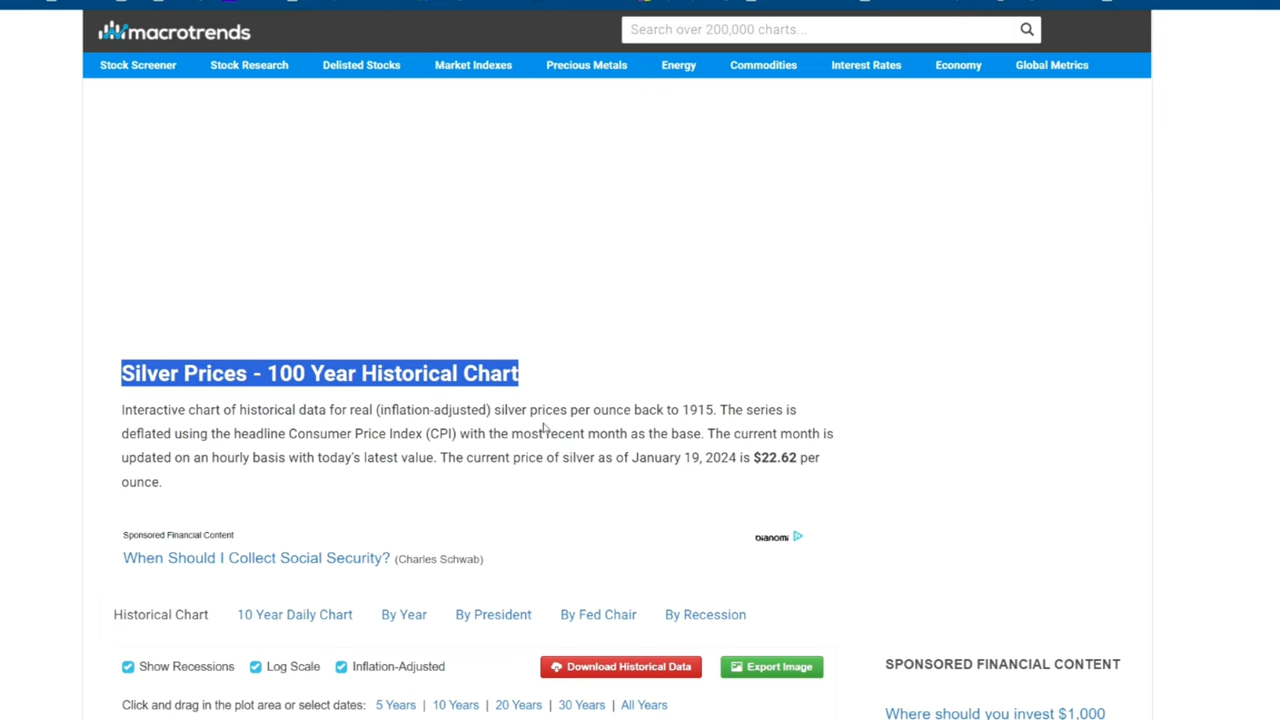 macrotrends
Search over 200,000 charts...
Stock Screener Stock Research Delisted Stocks Market Indexes Precious Metals Energy Commodities Interest Rates Economy Global Metrics
Silver Prices - 100 Year Historical Chart
Interactive chart of historical data for real (inflation-adjusted) silver prices per ounce back to 1915. The series is
deflated using the headline Consumer Price Index (CPI) with the most recent month as the base. The current month is
updated on an hourly basis with today's latest value. The current price of silver as of January 19, 2024 is $22.62 per
ounce.
Sponsored Financial Content
DIANOMI
When Should I Collect Social Security? (Charles Schwab)
Historical Chart 10 Year Daily Chart By Year By President By Fed Chair By Recession
Show Recessions Log Scale Inflation-Adjusted Download Historical Data Export Image
SPONSORED FINANCIAL CONTENT
Click and drag in the plot area or select dates: 5 Years | 10 Years | 20 Years | 30 Years | All Years
Where should you invest $1,000